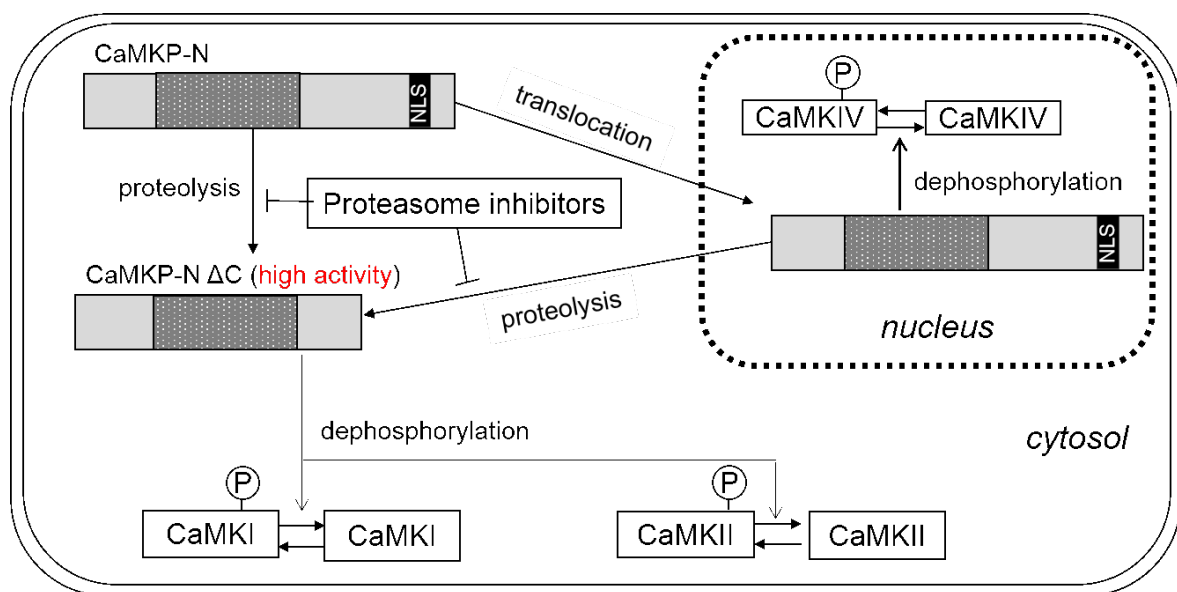 CaMKP-N
NLS
translocation
P
CaMKIV
CaMKIV
dephosphorylation
proteolysis
Proteasome inhibitors
NLS
CaMKP-N ΔC (high activity)
proteolysis
nucleus
dephosphorylation
cytosol
P
CaMKI
CaMKI
P
CaMKII
CaMKII